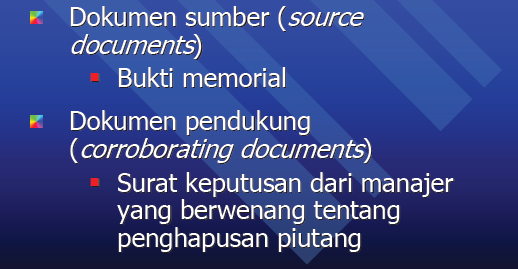 Dokumen sumber (source
documents)
Bukti memorial
Dokumen pendukung
(corroborating documents)
Surat keputusan dari manajer
yang berwenang tentang
penghapusan piutang